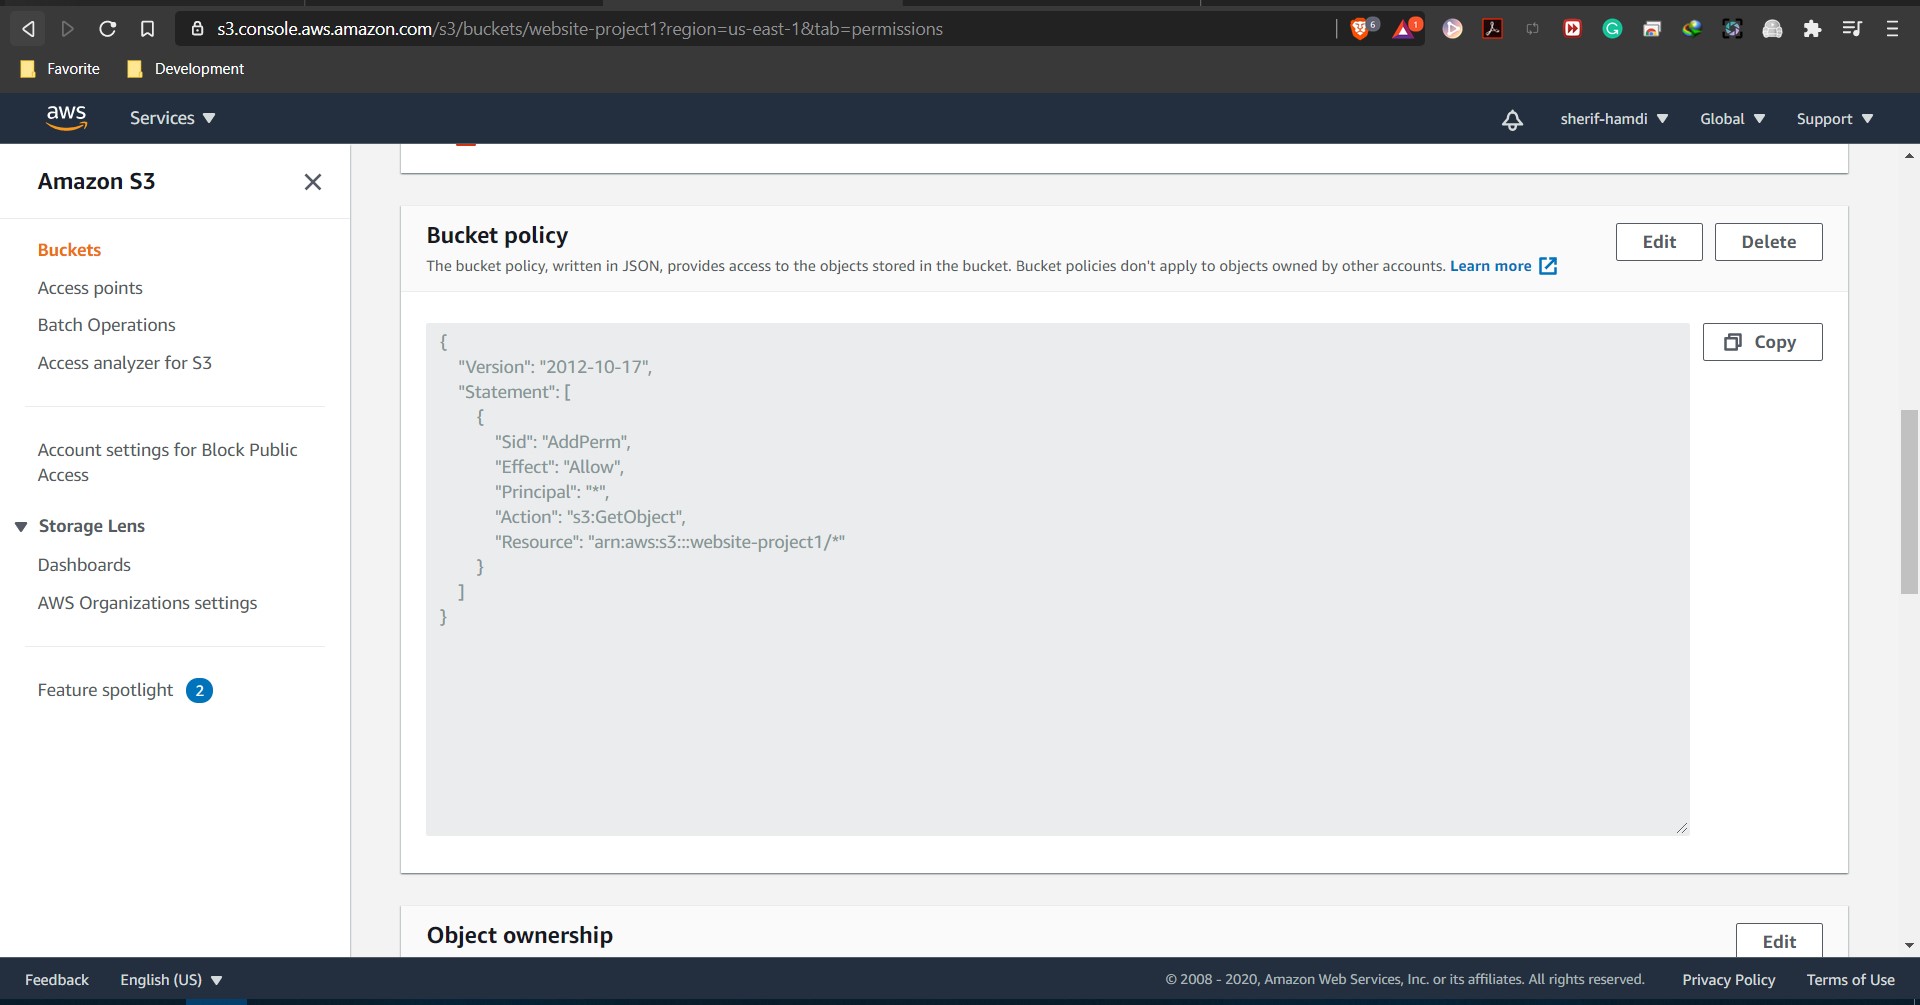 s3.console.aws.amazon.com/s3/buckets/website-project1?region=us-east-1&tab=permissions
6
1
Favorite
Development
aws
Services
sherif-hamdi
Global
Support
Amazon S3
Buckets
Access points
Batch Operations
Access analyzer for S3
Account settings for Block Public
Access
Storage Lens
Dashboards
AWS Organizations settings
Feature spotlight 2
Bucket policy
Edit
Delete
The bucket policy, written in JSON, provides access to the objects stored in the bucket. Bucket policies don't apply to objects owned by other accounts. Learn more
Copy
{
"Version": "2012-10-17",
"Statement": [
{
"Sid": "AddPerm",
"Effect": "Allow",
"Principal": "*",
"Action": "s3:GetObject",
"Resource": "arn:aws:s3:::website-project1/*"
}
]
}
Object ownership
Edit
Feedback
English (US)
© 2008 - 2020, Amazon Web Services, Inc. or its affiliates. All rights reserved.
Privacy Policy
Terms of Use